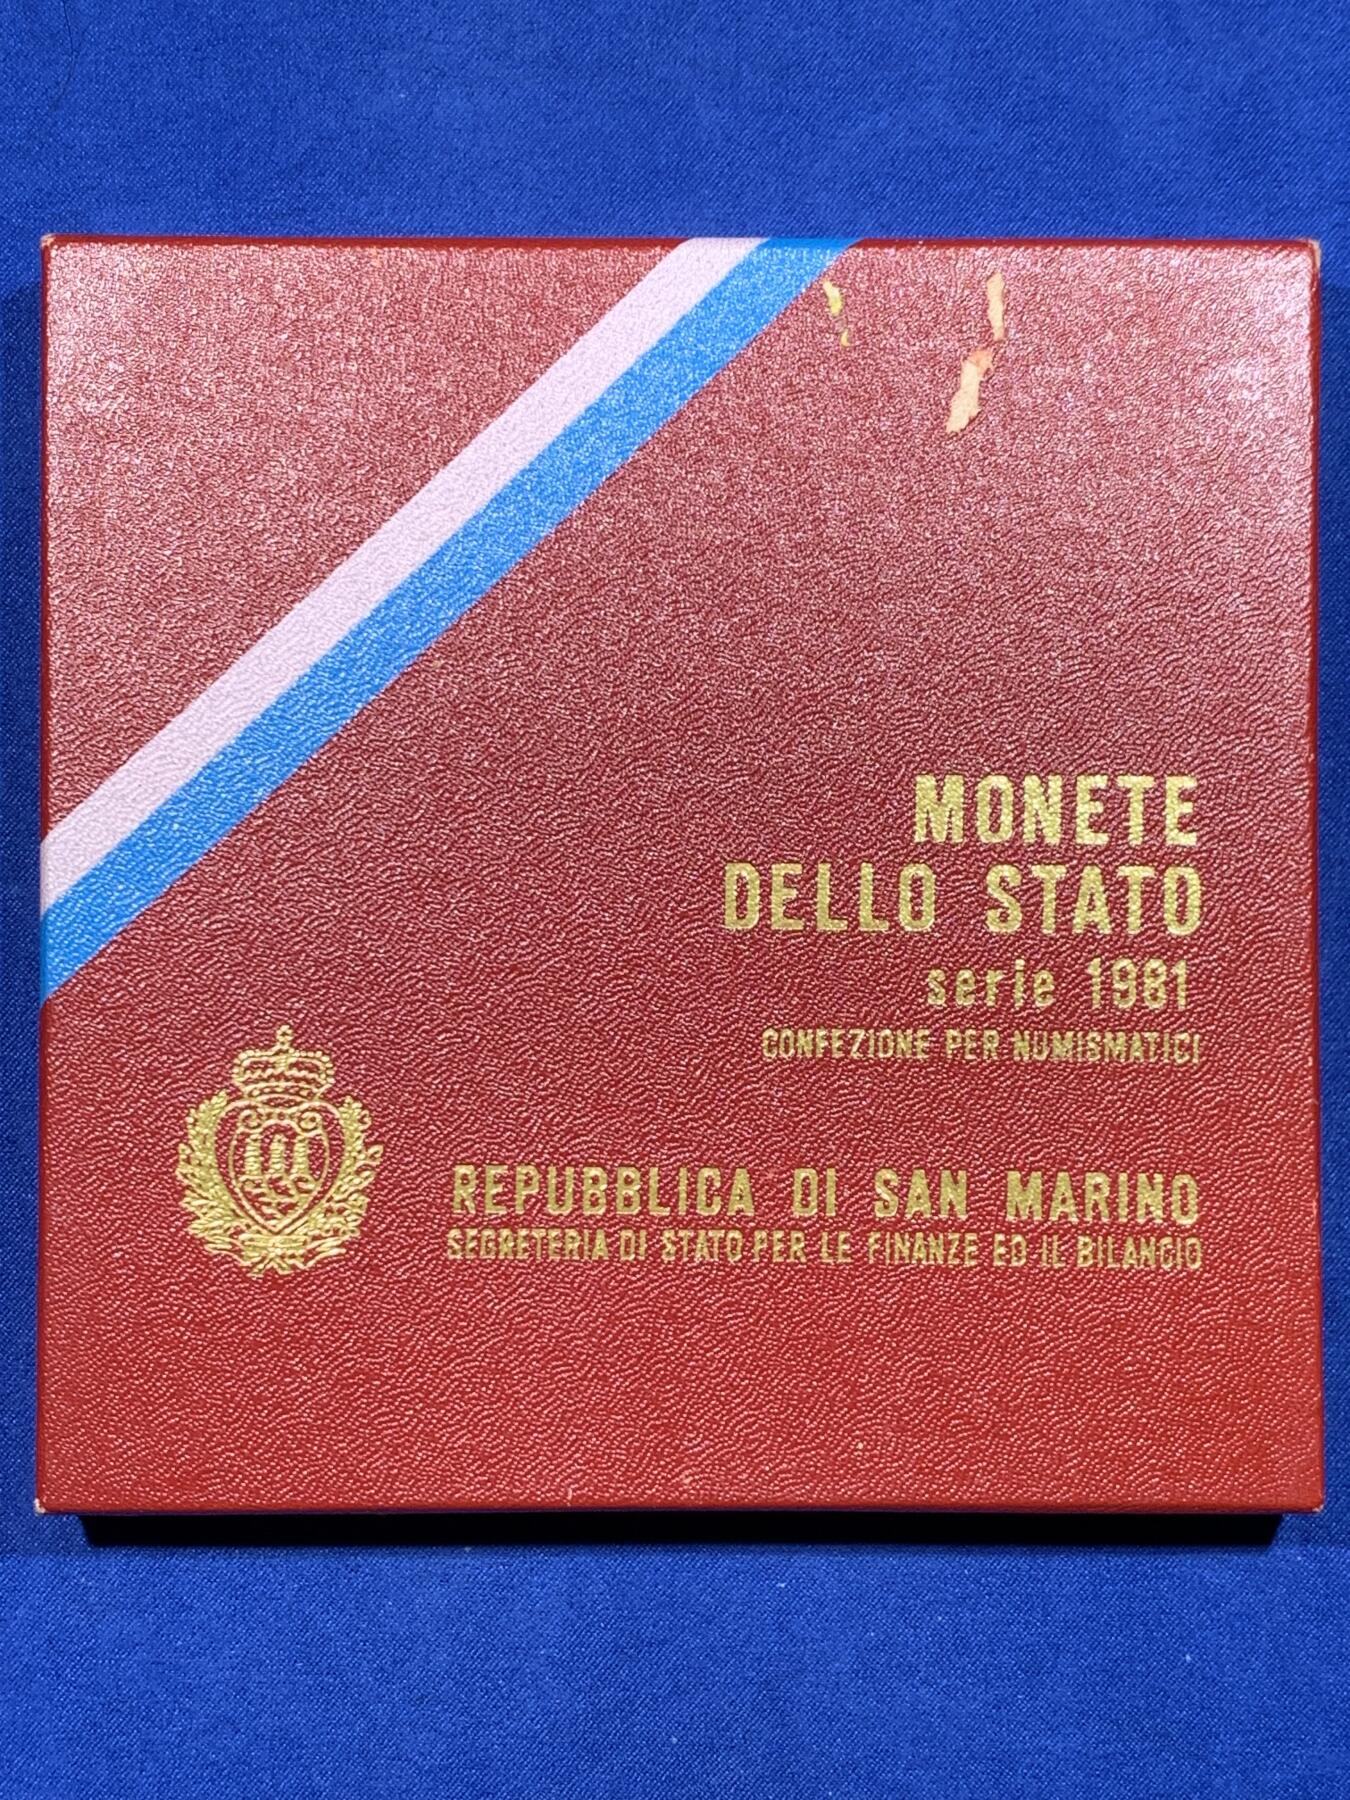 MONETE
DELLO STATO
serie 1981
CONFEZIONE PER NUMISMATICI
REPUBBLICA DI SAN MARINO
SEGRETERIA DI STATO PER LE FINANZE ED IL BILANCIO